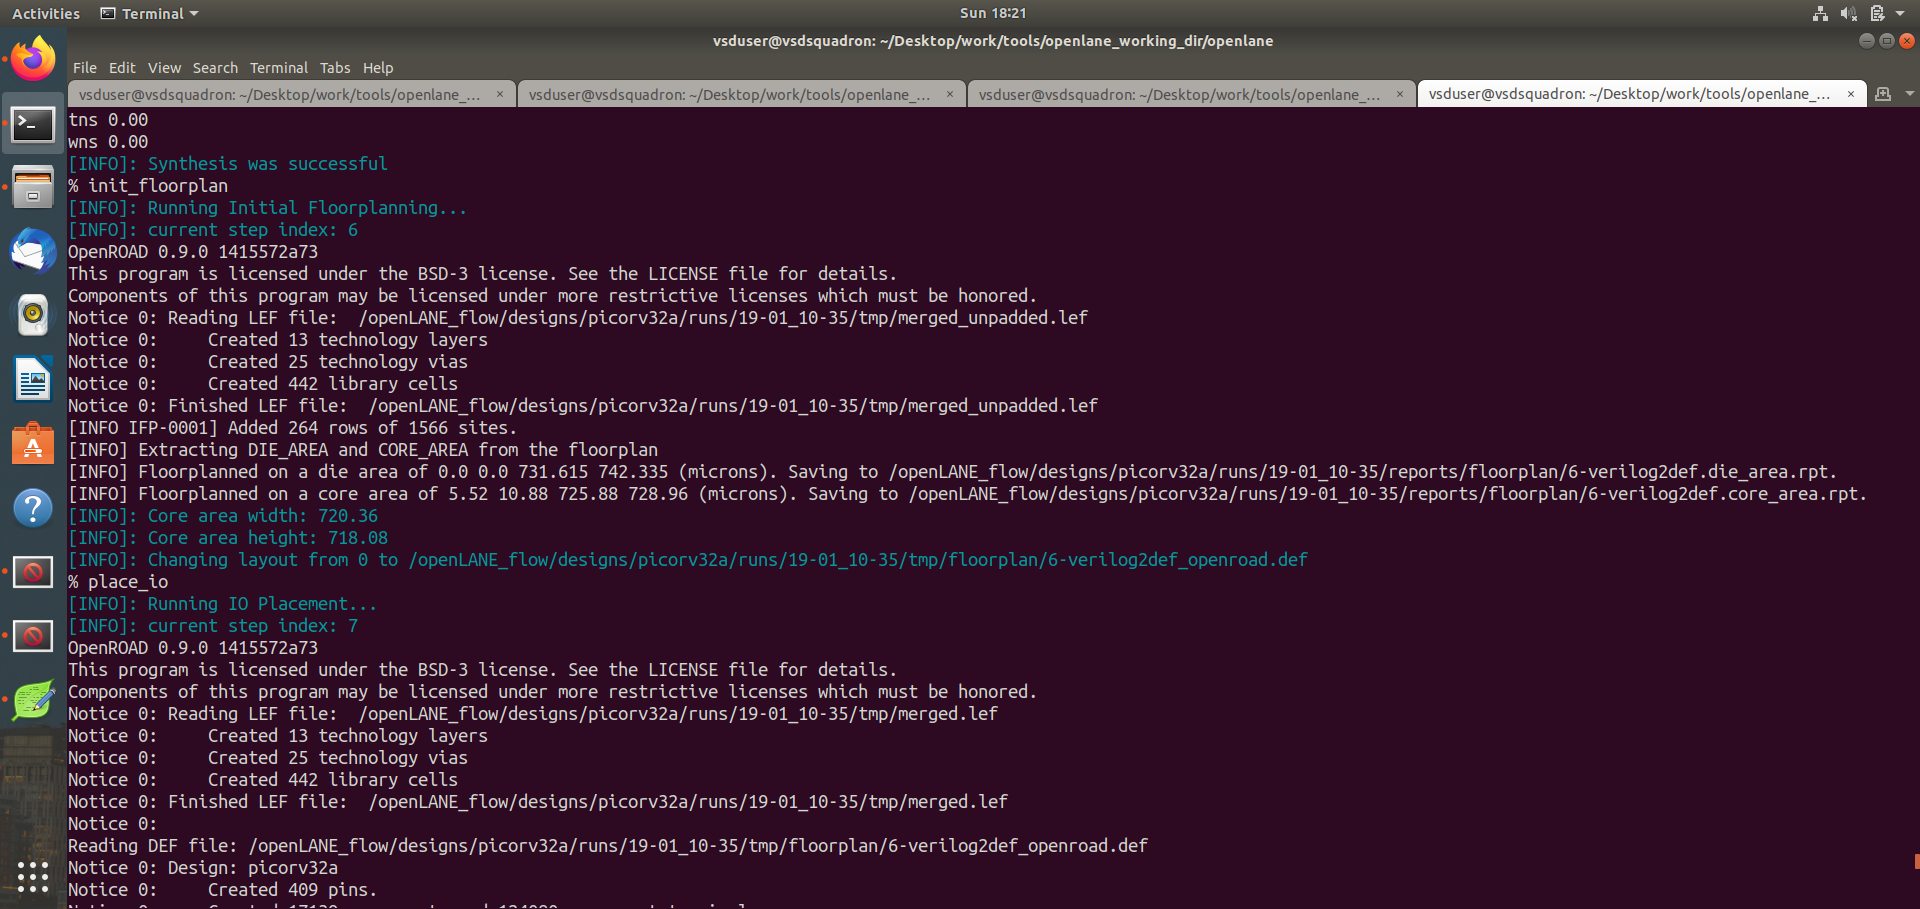 Activities
Terminal
Sun 18:21
vsduser@vsdsquadron: ~/Desktop/work/tools/openlane_working_dir/openlane
File Edit View Search Terminal Tabs Help
vsduser@vsdsquadron: ~/Desktop/work/tools/openlane_... × vsduser@vsdsquadron: ~/Desktop/work/tools/openlane_... × vsduser@vsdsquadron: ~/Desktop/work/tools/openlane_... × vsduser@vsdsquadron: ~/Desktop/work/tools/openlane_... ×
tns 0.00
wns 0.00
[INFO]: Synthesis was successful
% init_floorplan
[INFO]: Running Initial Floorplanning...
[INFO]: current step index: 6
OpenROAD 0.9.0 1415572a73
This program is licensed under the BSD-3 license. See the LICENSE file for details.
Components of this program may be licensed under more restrictive licenses which must be honored.
Notice 0: Reading LEF file:  /openLANE_flow/designs/picorv32a/runs/19-01_10-35/tmp/merged_unpadded.lef
Notice 0:     Created 13 technology layers
Notice 0:     Created 25 technology vias
Notice 0:     Created 442 library cells
Notice 0: Finished LEF file:  /openLANE_flow/designs/picorv32a/runs/19-01_10-35/tmp/merged_unpadded.lef
[INFO IFP-0001] Added 264 rows of 1566 sites.
[INFO] Extracting DIE_AREA and CORE_AREA from the floorplan
[INFO] Floorplanned on a die area of 0.0 0.0 731.615 742.335 (microns). Saving to /openLANE_flow/designs/picorv32a/runs/19-01_10-35/reports/floorplan/6-verilog2def.die_area.rpt.
[INFO] Floorplanned on a core area of 5.52 10.88 725.88 728.96 (microns). Saving to /openLANE_flow/designs/picorv32a/runs/19-01_10-35/reports/floorplan/6-verilog2def.core_area.rpt.
[INFO]: Core area width: 720.36
[INFO]: Core area height: 718.08
[INFO]: Changing layout from 0 to /openLANE_flow/designs/picorv32a/runs/19-01_10-35/tmp/floorplan/6-verilog2def_openroad.def
% place_io
[INFO]: Running IO Placement...
[INFO]: current step index: 7
OpenROAD 0.9.0 1415572a73
This program is licensed under the BSD-3 license. See the LICENSE file for details.
Components of this program may be licensed under more restrictive licenses which must be honored.
Notice 0: Reading LEF file:  /openLANE_flow/designs/picorv32a/runs/19-01_10-35/tmp/merged.lef
Notice 0:     Created 13 technology layers
Notice 0:     Created 25 technology vias
Notice 0:     Created 442 library cells
Notice 0: Finished LEF file:  /openLANE_flow/designs/picorv32a/runs/19-01_10-35/tmp/merged.lef
Notice 0:
Reading DEF file: /openLANE_flow/designs/picorv32a/runs/19-01_10-35/tmp/floorplan/6-verilog2def_openroad.def
Notice 0: Design: picorv32a
Notice 0:     Created 409 pins.